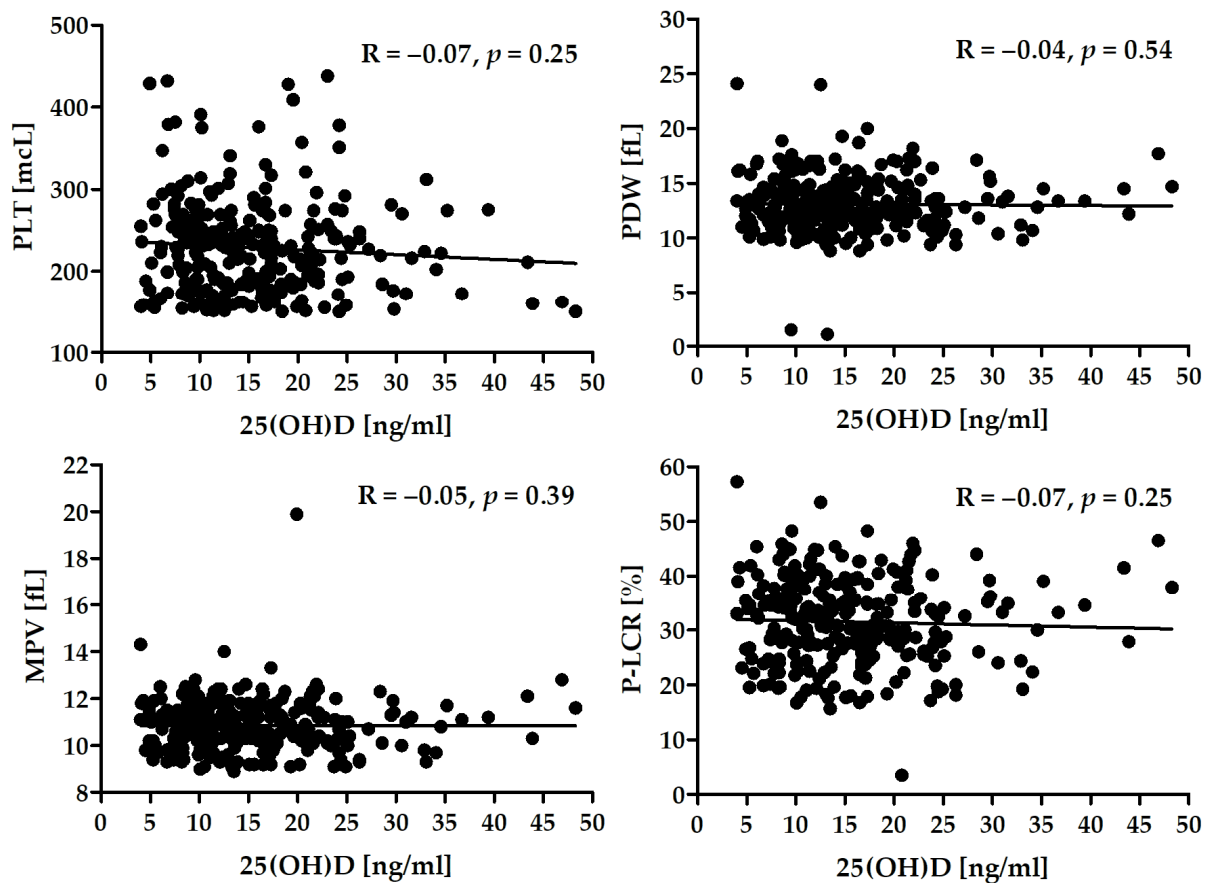 R = −0.07, p = 0.25
PLT [mcL]
500
400
300
200
100
0 5 10 15 20 25 30 35 40 45 50
25(OH)D [ng/ml]
R = −0.04, p = 0.54
PDW [fL]
30
25
20
15
10
5
0
0 5 10 15 20 25 30 35 40 45 50
25(OH)D [ng/ml]
R = −0.05, p = 0.39
MPV [fL]
22
20
18
16
14
12
10
8
0 5 10 15 20 25 30 35 40 45 50
25(OH)D [ng/ml]
R = −0.07, p = 0.25
P-LCR [%]
60
50
40
30
20
10
0
0 5 10 15 20 25 30 35 40 45 50
25(OH)D [ng/ml]